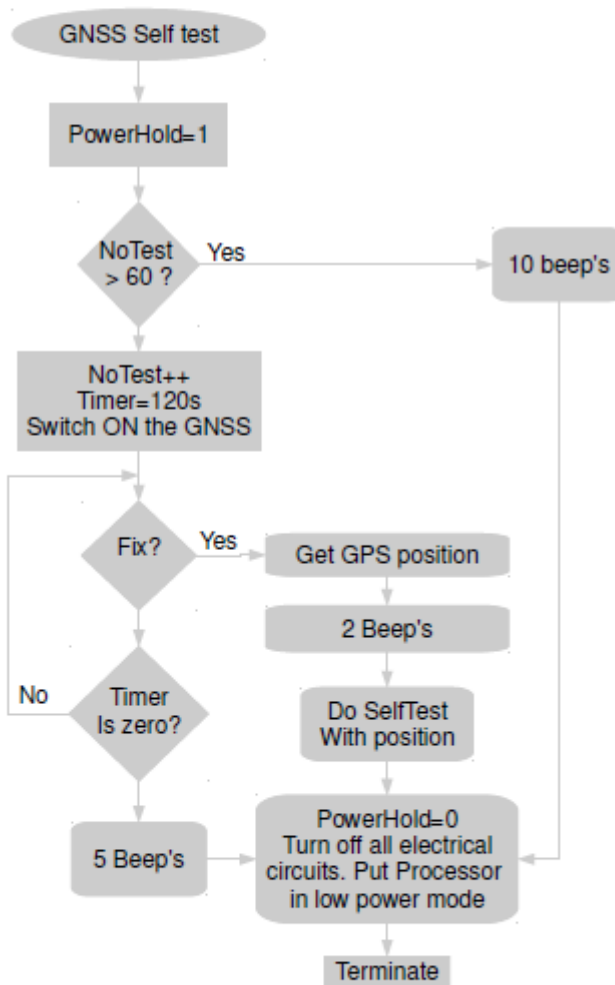 GNSS Self test
PowerHold=1
NoTest
> 60 ?
Yes
10 beep's
NoTest++
Timer=120s
Switch ON the GNSS
Fix?
Yes
Get GPS position
2 Beep's
No
Timer
Is zero?
Do SelfTest
With position
5 Beep's
PowerHold=0
Turn off all electrical
circuits. Put Processor
in low power mode
Terminate